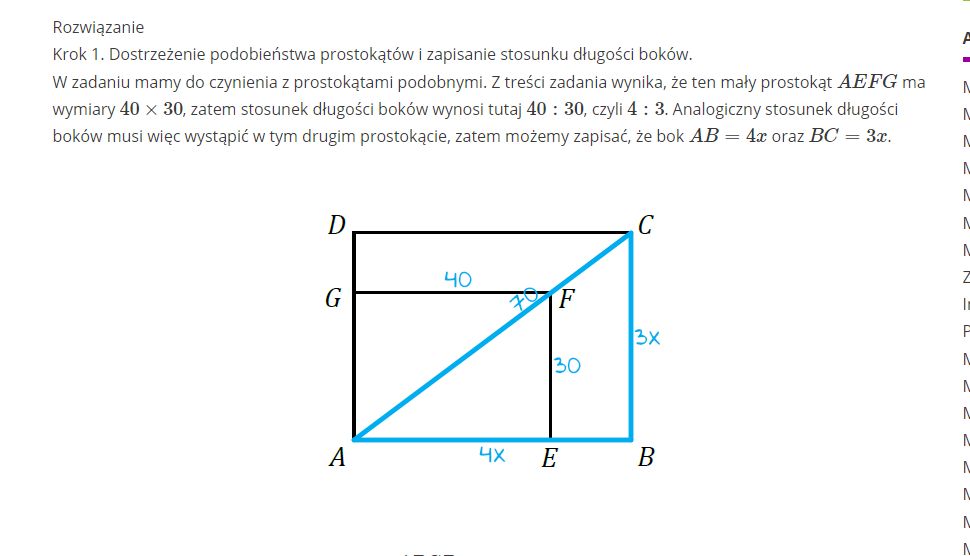 Rozwiązanie
Krok 1. Dostrzeżenie podobieństwa prostokątów i zapisanie stosunku długości boków.
W zadaniu mamy do czynienia z prostokątami podobnymi. Z treści zadania wynika, że ten mały prostokąt AEFG ma
wymiary 40 × 30, zatem stosunek długości boków wynosi tutaj 40 : 30, czyli 4 : 3. Analogiczny stosunek długości
boków musi więc wystąpić w tym drugim prostokącie, zatem możemy zapisać, że bok AB = 4x oraz BC = 3x.
D C
40
G 70 F
3x
30
A 4x E B